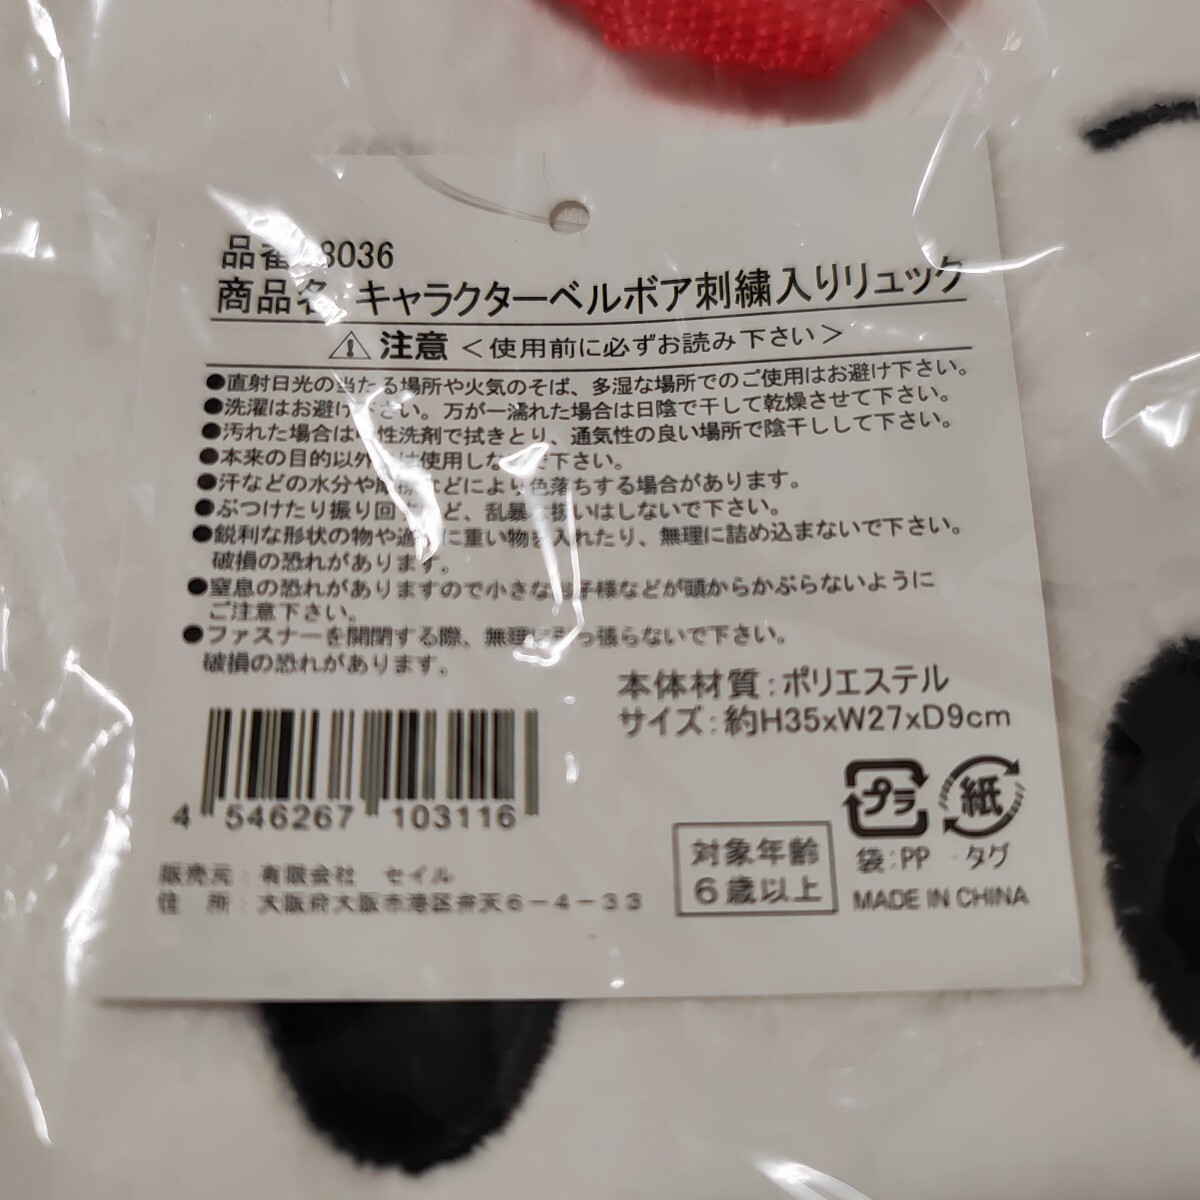 品番 8036
商品名 キャラクターベルボア刺繍入りリュック
注意 <使用前に必ずお読み下さい>
●直射日光の当たる場所や火気のそば、多湿な場所でのご使用はお避け下さい。
●洗濯はお避け下さい。万が一濡れた場合は日陰で干して乾燥させて下さい。
●汚れた場合は中性洗剤で拭きとり、通気性の良い場所で陰干しして下さい。
●本来の目的以外には使用しないで下さい。
●汗などの水分や摩擦などにより色落ちする場合があります。
●ぶつけたり振り回すなど、乱暴な扱いはしないで下さい。
●鋭利な形状の物や過度に重い物を入れたり、無理に詰め込まないで下さい。
破損の恐れがあります。
●窒息の恐れがありますので小さなお子様などが頭からかぶらないように
ご注意下さい。
●ファスナーを開閉する際、無理に引っ張らないで下さい。
破損の恐れがあります。
本体材質:ポリエステル
サイズ:約H35xW27xD9cm
4 546267 103116
プラ 紙
袋:PP ・タグ
対象年齢
6歳以上
MADE IN CHINA
販売元:有限会社 セイル
住 所:大阪府大阪市港区弁天6-4-33